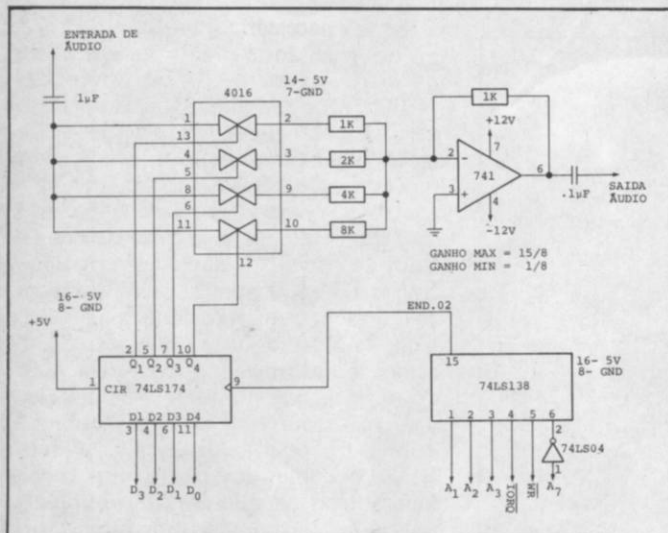 ENTRADA DE
ÁUDIO
1µF
4016
14- 5V
7-GND
1 2 1K
13
4 3 2K
5
8 9 4K
6
11 10 8K
12
1K
+12V
7
2 - 6
741
3 +
4
-12V
.1µF
SAIDA
ÁUDIO
GANHO MAX = 15/8
GANHO MIN = 1/8
16- 5V
8- GND
+5V
2 5 7 10
Q1 Q2 Q3 Q4
1 CIR 74LS174 9
D1 D2 D3 D4
3 4 6 11
D3 D2 D1 D0
END.02
15
16- 5V
8- GND
74LS138
1 2 3 4 5 6
2
74LS04
1
A1 A2 A3 IORQ WR A7